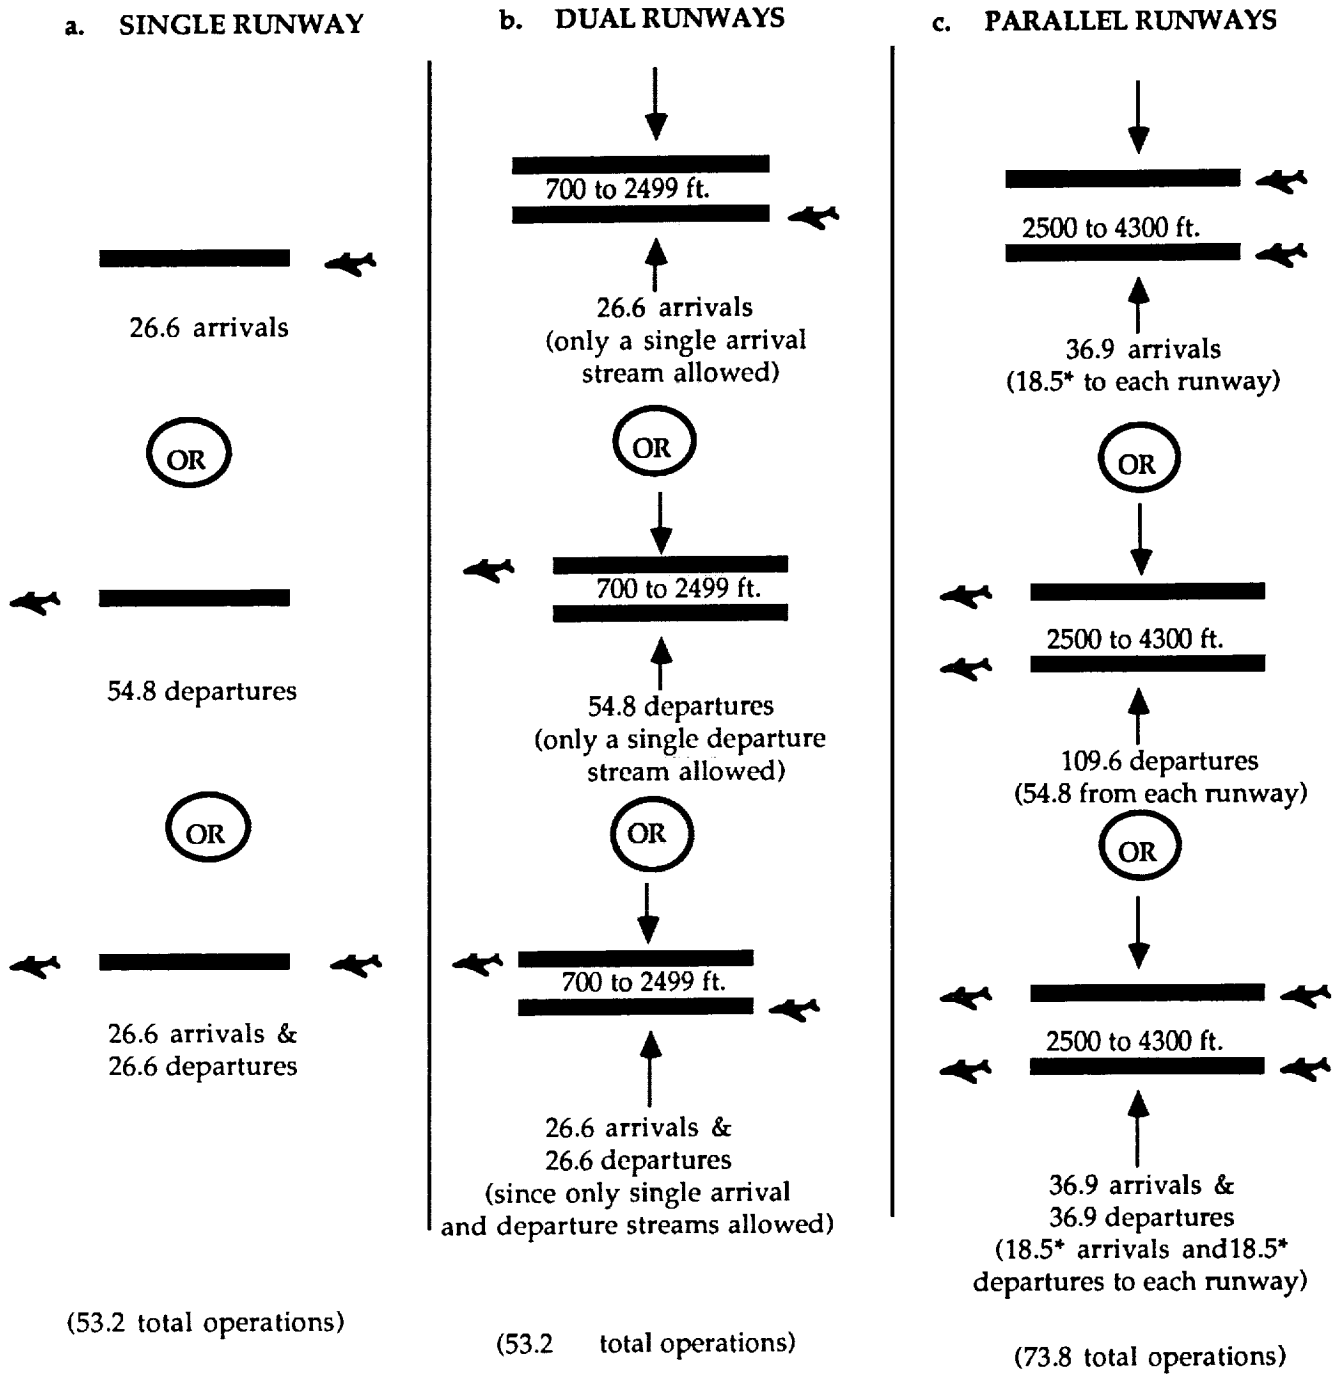 a. SINGLE RUNWAY
26.6 arrivals
OR
54.8 departures
OR
26.6 arrivals &
26.6 departures
(53.2 total operations)
b. DUAL RUNWAYS
700 to 2499 ft.
26.6 arrivals
(only a single arrival
stream allowed)
OR
700 to 2499 ft.
54.8 departures
(only a single departure
stream allowed)
OR
700 to 2499 ft.
26.6 arrivals &
26.6 departures
(since only single arrival
and departure streams allowed)
(53.2 total operations)
c. PARALLEL RUNWAYS
2500 to 4300 ft.
36.9 arrivals
(18.5* to each runway)
OR
2500 to 4300 ft.
109.6 departures
(54.8 from each runway)
OR
2500 to 4300 ft.
36.9 arrivals &
36.9 departures
(18.5* arrivals and18.5*
departures to each runway)
(73.8 total operations)